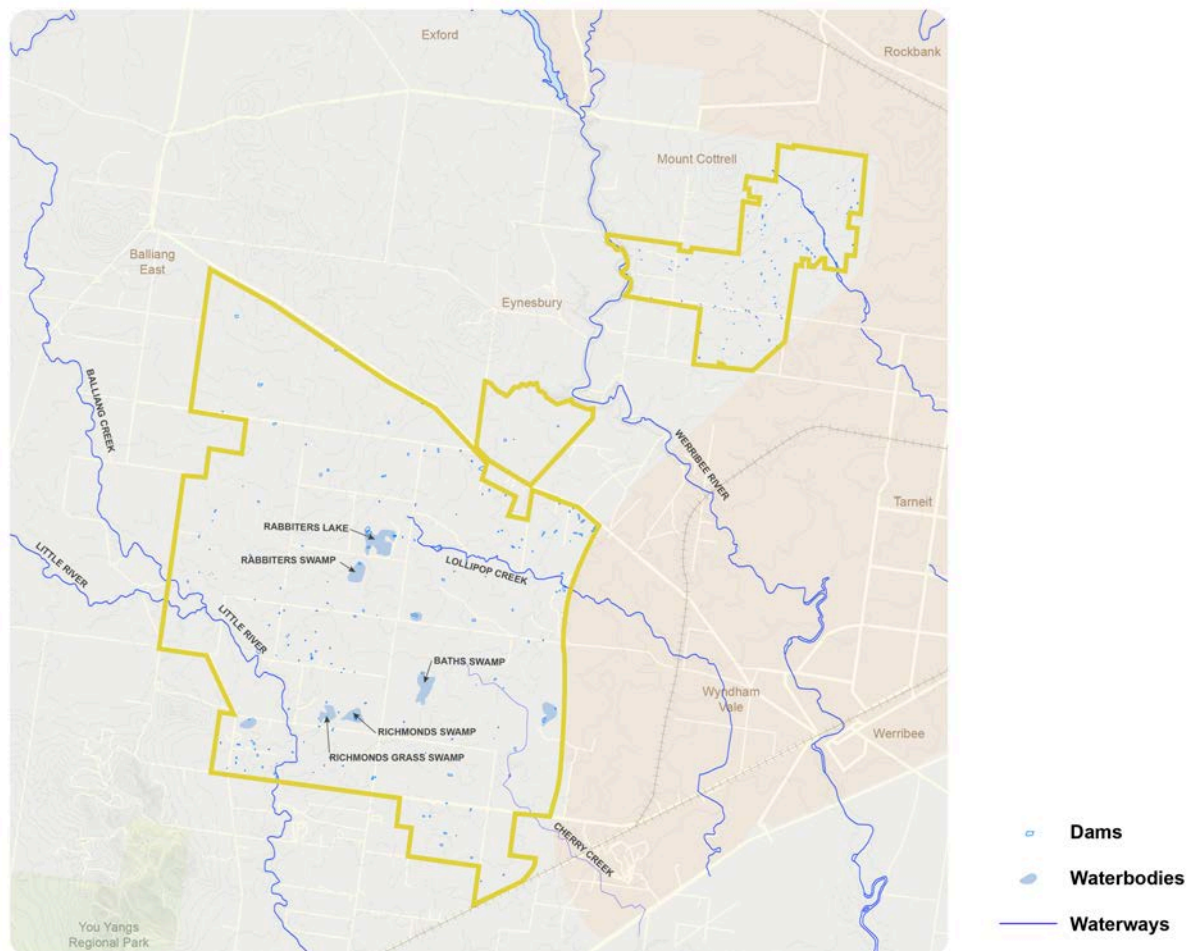 Exford
Rockbank
Mount Cottrell
Balliang
East
Eynesbury
BALLIANG CREEK
WERRIBEE RIVER
Tarneit
RABBITERS LAKE
RABBITERS SWAMP
LOLLIPOP CREEK
LITTLE RIVER
LITTLE RIVER
BATHS SWAMP
Wyndham
Vale
RICHMONDS SWAMP
Werribee
RICHMONDS GRASS SWAMP
CHERRY CREEK
Dams
Waterbodies
Waterways
You Yangs
Regional Park